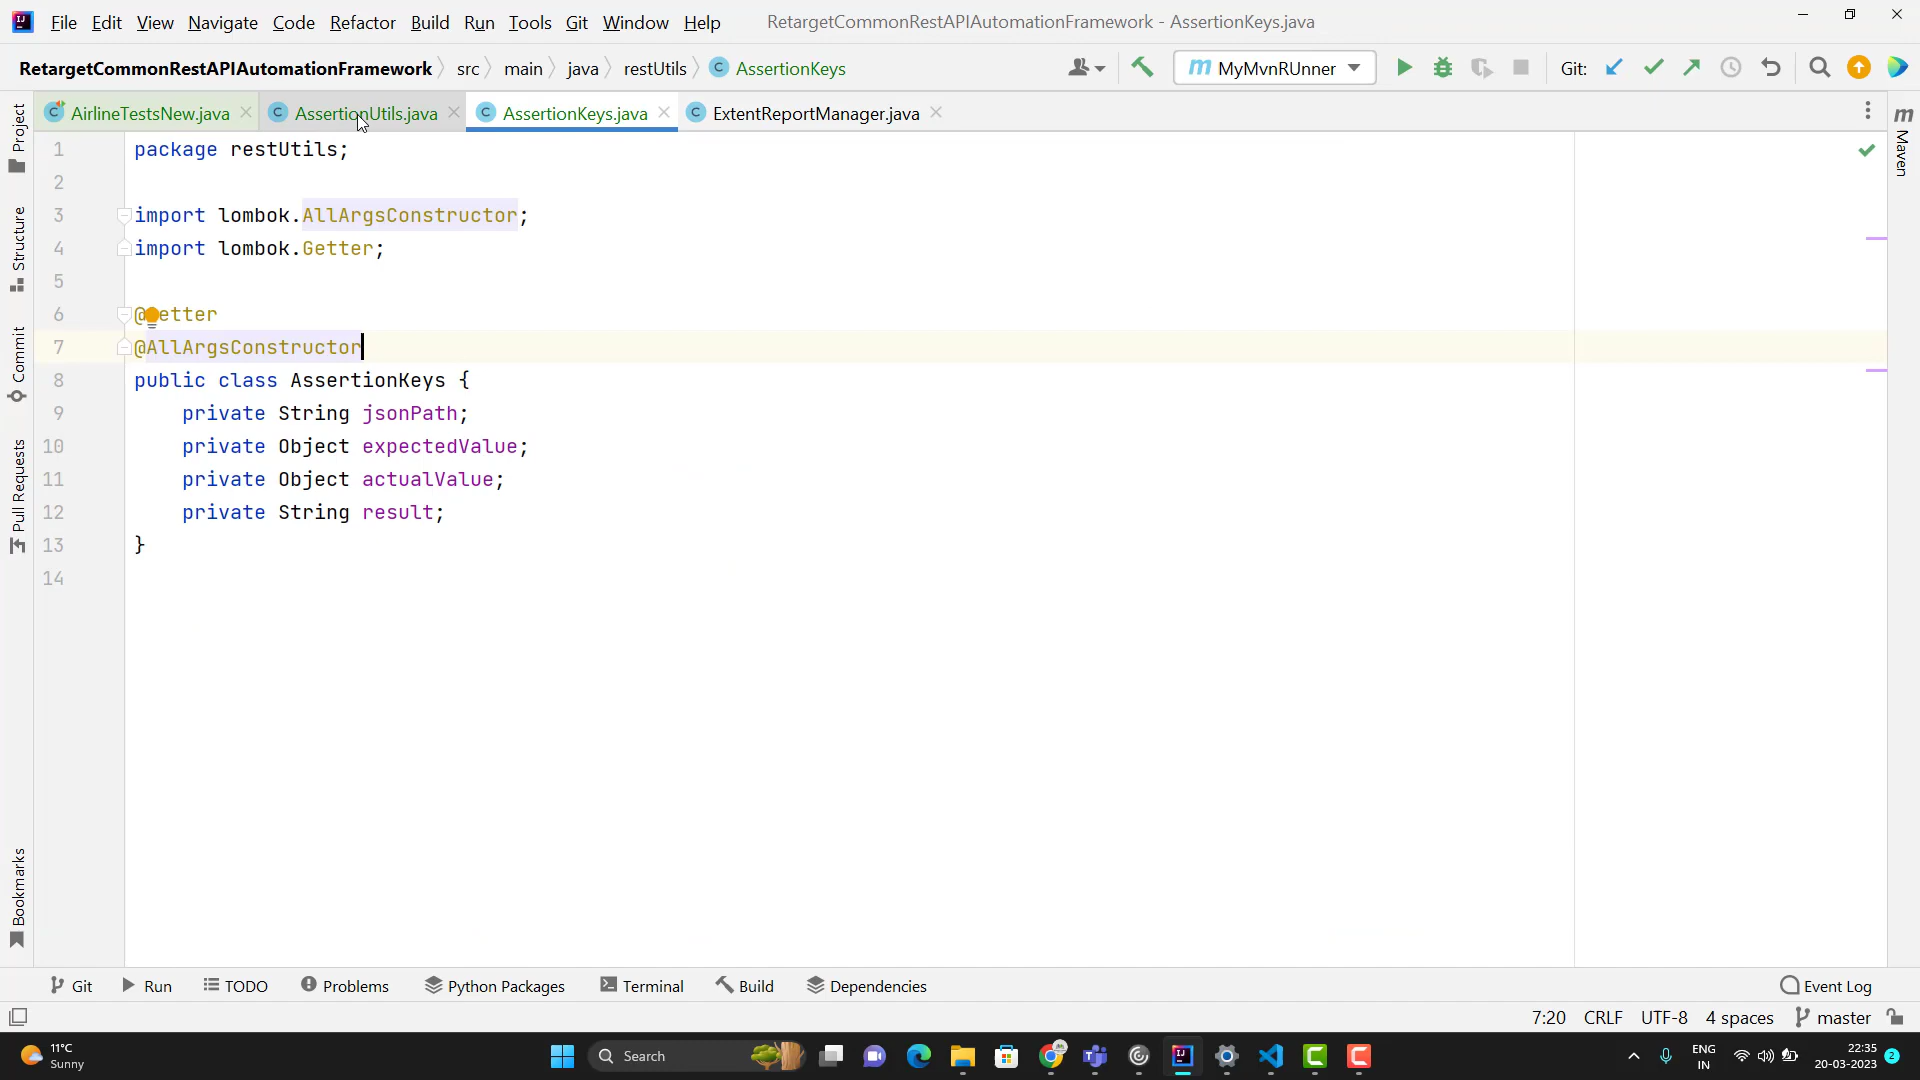 File Edit View Navigate Code Refactor Build Run Tools Git Window Help RetargetCommonRestAPIAutomationFramework - AssertionKeys.java
RetargetCommonRestAPIAutomationFramework src main java restUtils AssertionKeys MyMvnRUnner Git:
AirlineTestsNew.java AssertionUtils.java AssertionKeys.java ExtentReportManager.java
Project
Structure
Commit
Pull Requests
Bookmarks
Maven
1 package restUtils;
2
3 import lombok.AllArgsConstructor;
4 import lombok.Getter;
5
6 @etter
7 @AllArgsConstructor
8 public class AssertionKeys {
9 private String jsonPath;
10 private Object expectedValue;
11 private Object actualValue;
12 private String result;
13 }
14
Git Run TODO Problems Python Packages Terminal Build Dependencies Event Log
7:20 CRLF UTF-8 4 spaces master
11°C
Sunny
Search
ENG
IN
22:35
20-03-2023
2